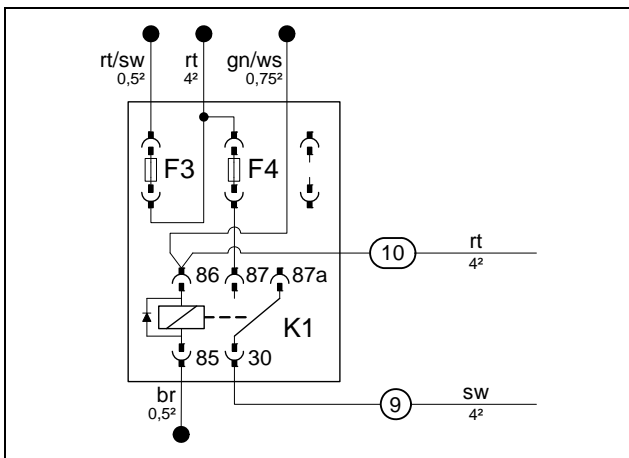 rt/sw rt gn/ws
0,5² 4² 0,75²
F3 F4
10 rt
4²
86 87 87a
K1
85 30
br
0,5²
9 sw
4²